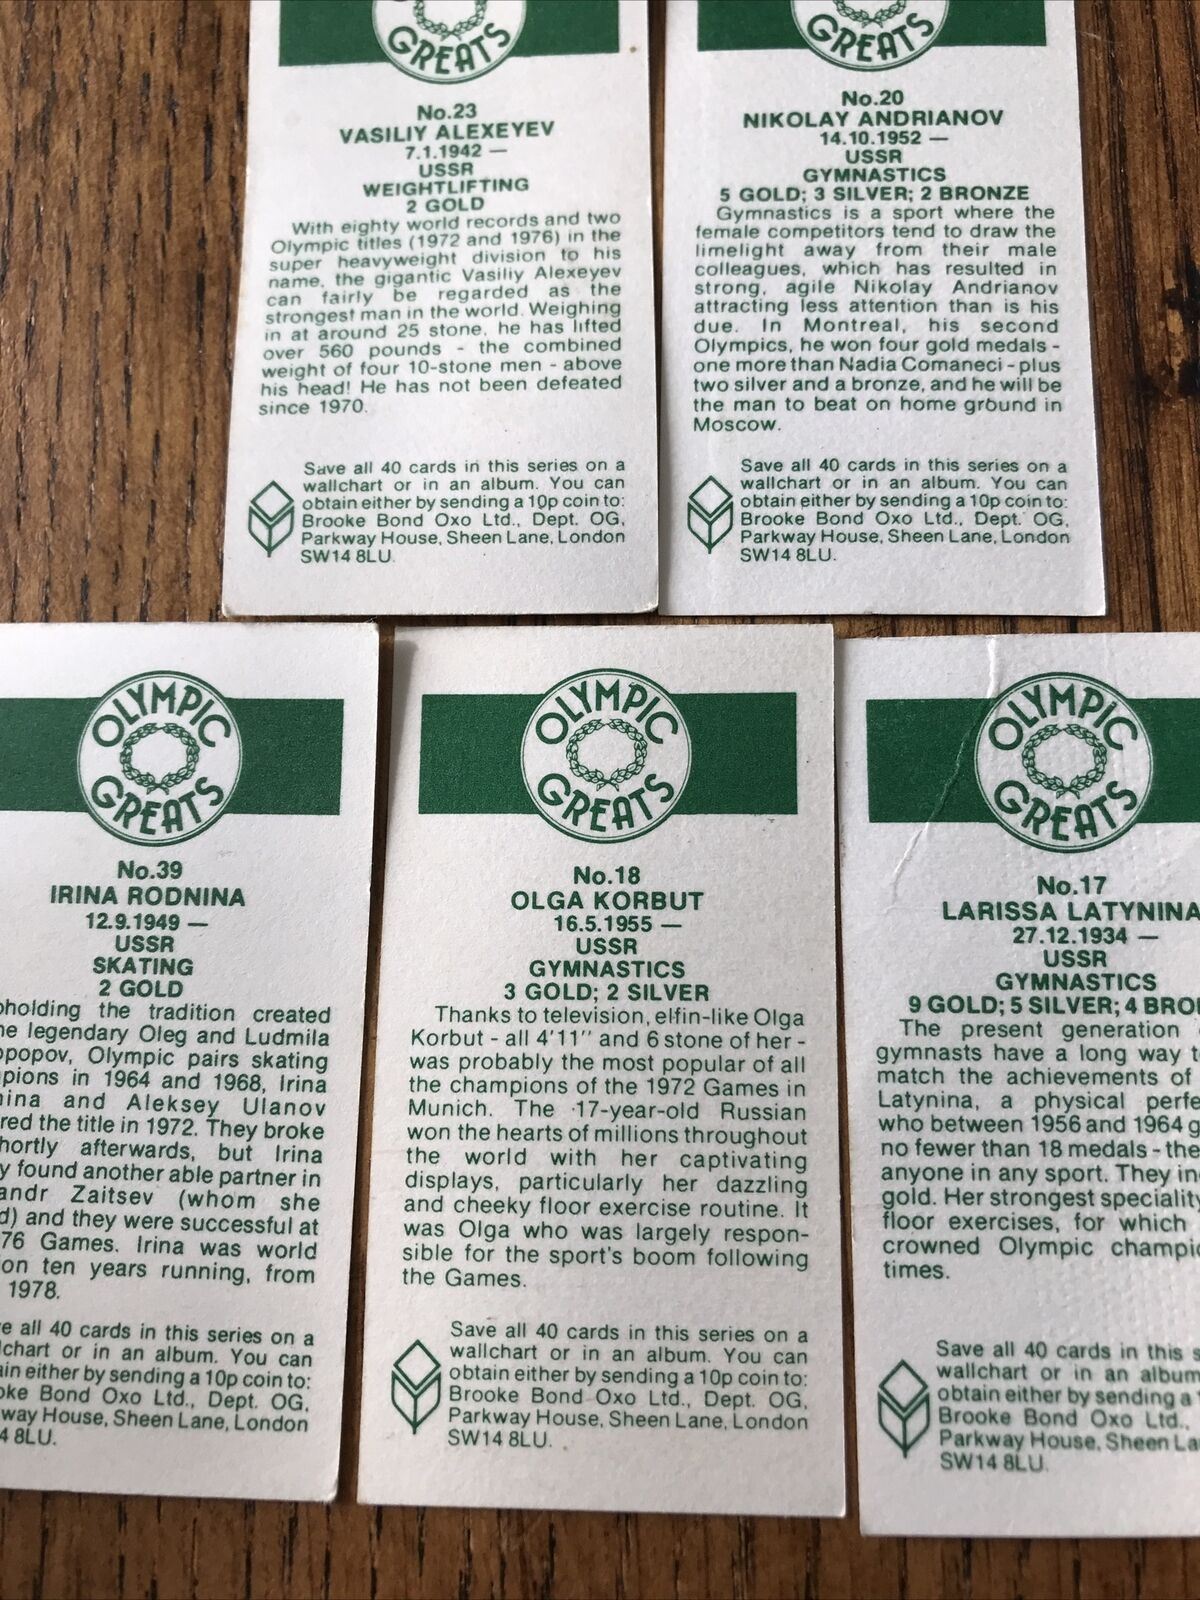 GREATS
No.23
VASILIY ALEXEYEV
7.1.1942 —
USSR
WEIGHTLIFTING
2 GOLD
With eighty world records and two
Olympic titles (1972 and 1976) in the
super heavyweight division to his
name, the gigantic Vasiliy Alexeyev
can fairly be regarded as the
strongest man in the world. Weighing
in at around 25 stone, he has lifted
over 560 pounds - the combined
weight of four 10-stone men - above
his head! He has not been defeated
since 1970.
Save all 40 cards in this series on a
wallchart or in an album. You can
obtain either by sending a 10p coin to:
Brooke Bond Oxo Ltd., Dept. OG,
Parkway House, Sheen Lane, London
SW14 8LU.
GREATS
No.20
NIKOLAY ANDRIANOV
14.10.1952 —
USSR
GYMNASTICS
5 GOLD; 3 SILVER; 2 BRONZE
Gymnastics is a sport where the
female competitors tend to draw the
limelight away from their male
colleagues, which has resulted in
strong, agile Nikolay Andrianov
attracting less attention than is his
due. In Montreal, his second
Olympics, he won four gold medals -
one more than Nadia Comaneci - plus
two silver and a bronze, and he will be
the man to beat on home ground in
Moscow.
Save all 40 cards in this series on a
wallchart or in an album. You can
obtain either by sending a 10p coin to:
Brooke Bond Oxo Ltd., Dept. OG,
Parkway House, Sheen Lane, London
SW14 8LU.
OLYMPIC
GREATS
No.39
IRINA RODNINA
12.9.1949 —
USSR
SKATING
2 GOLD
pholding the tradition created
ne legendary Oleg and Ludmila
opopov, Olympic pairs skating
pions in 1964 and 1968, Irina
nina and Aleksey Ulanov
red the title in 1972. They broke
hortly afterwards, but Irina
y found another able partner in
andr Zaitsev (whom she
d) and they were successful at
76 Games. Irina was world
on ten years running, from
1978.
e all 40 cards in this series on a
lchart or in an album. You can
ain either by sending a 10p coin to:
oke Bond Oxo Ltd., Dept. OG,
way House, Sheen Lane, London
4 8LU.
OLYMPIC
GREATS
No.18
OLGA KORBUT
16.5.1955 —
USSR
GYMNASTICS
3 GOLD; 2 SILVER
Thanks to television, elfin-like Olga
Korbut - all 4'11" and 6 stone of her -
was probably the most popular of all
the champions of the 1972 Games in
Munich. The 17-year-old Russian
won the hearts of millions throughout
the world with her captivating
displays, particularly her dazzling
and cheeky floor exercise routine. It
was Olga who was largely respon-
sible for the sport's boom following
the Games.
Save all 40 cards in this series on a
wallchart or in an album. You can
obtain either by sending a 10p coin to:
Brooke Bond Oxo Ltd., Dept. OG,
Parkway House, Sheen Lane, London
SW14 8LU.
OLYMPIC
GREATS
No.17
LARISSA LATYNINA
27.12.1934 —
USSR
GYMNASTICS
9 GOLD; 5 SILVER; 4 BRO
The present generation
gymnasts have a long way t
match the achievements of
Latynina, a physical perfe
who between 1956 and 1964 g
no fewer than 18 medals - the
anyone in any sport. They in
gold. Her strongest speciality
floor exercises, for which
crowned Olympic champi
times.
Save all 40 cards in this s
wallchart or in an album
obtain either by sending a
Brooke Bond Oxo Ltd.,
Parkway House, Sheen La
SW14 8LU.